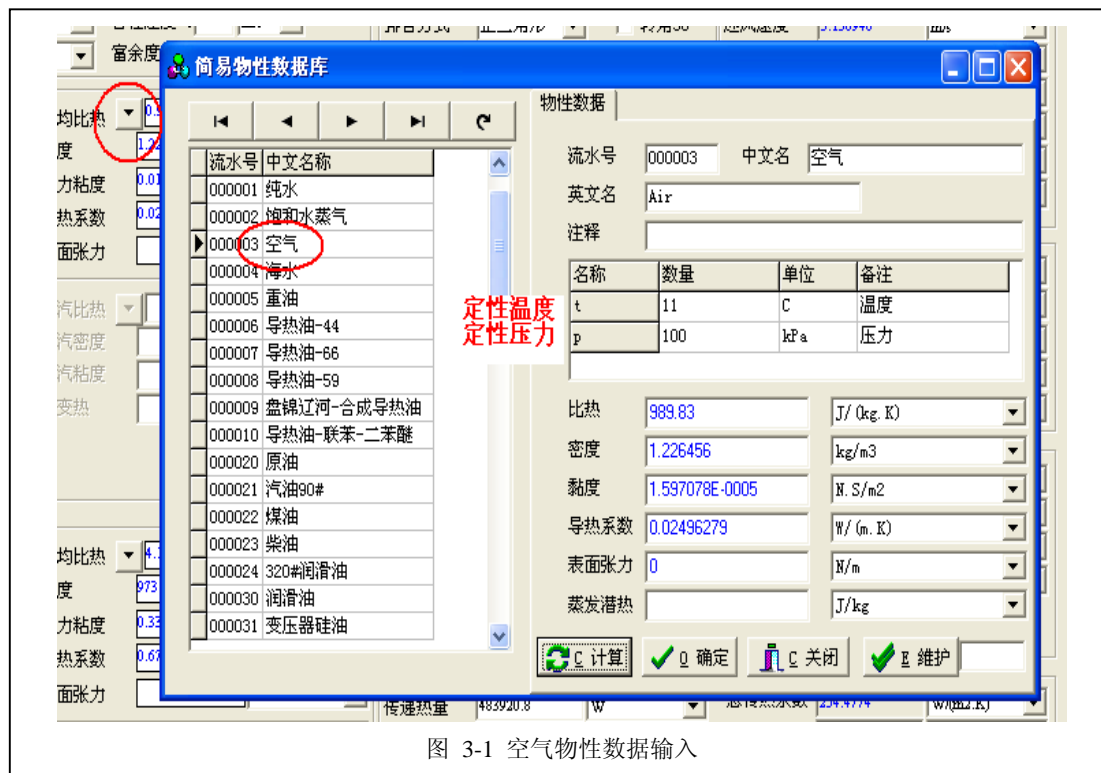 富余度
简易物性数据库
均比热
度
力粘度
热系数
面张力
汽比热
汽密度
汽粘度
变热
均比热
度
973
力粘度
热系数
面张力
流水号 中文名称
000001 纯水
000002 饱和水蒸气
000003 空气
000004 海水
000005 重油
000006 导热油-44
000007 导热油-66
000008 导热油-59
000009 盘锦辽河-合成导热油
000010 导热油-联苯-二苯醚
000020 原油
000021 汽油90#
000022 煤油
000023 柴油
000024 320#润滑油
000030 润滑油
000031 变压器硅油
物性数据
流水号 000003 中文名 空气
英文名 Air
注释
名称 数量 单位 备注
定性温度 t 11 C 温度
定性压力 p 100 kPa 压力
比热 989.83 J/(kg.K)
密度 1.226456 kg/m3
黏度 1.597078E-0005 N.S/m2
导热系数 0.02496279 W/(m.K)
表面张力 0 N/m
蒸发潜热 J/kg
C 计算 O 确定 C 关闭 E 维护
传递热量 483920.8 W 总传热系数 254.4774 W/(m2.K)
图 3-1 空气物性数据输入